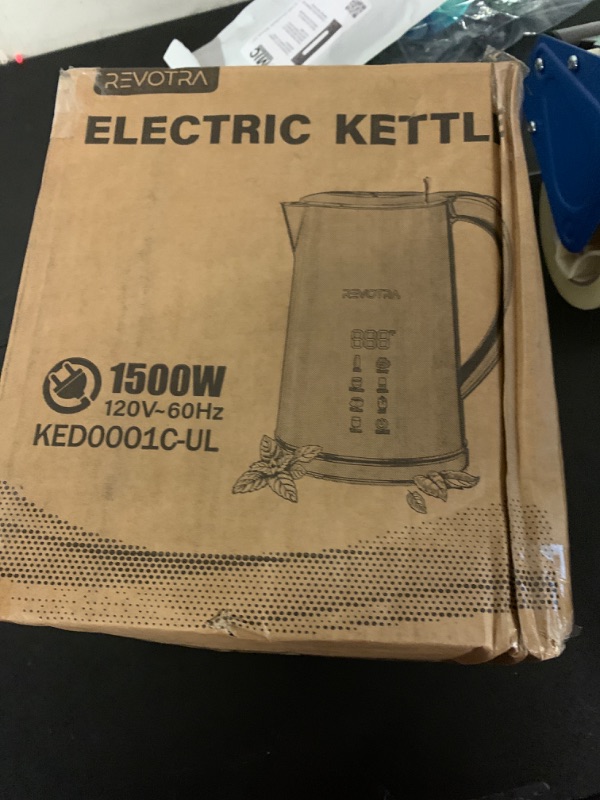 REVOTRA
ELECTRIC KETTL
REVOTRA
888
1500W
120V~60Hz
KED0001C-UL